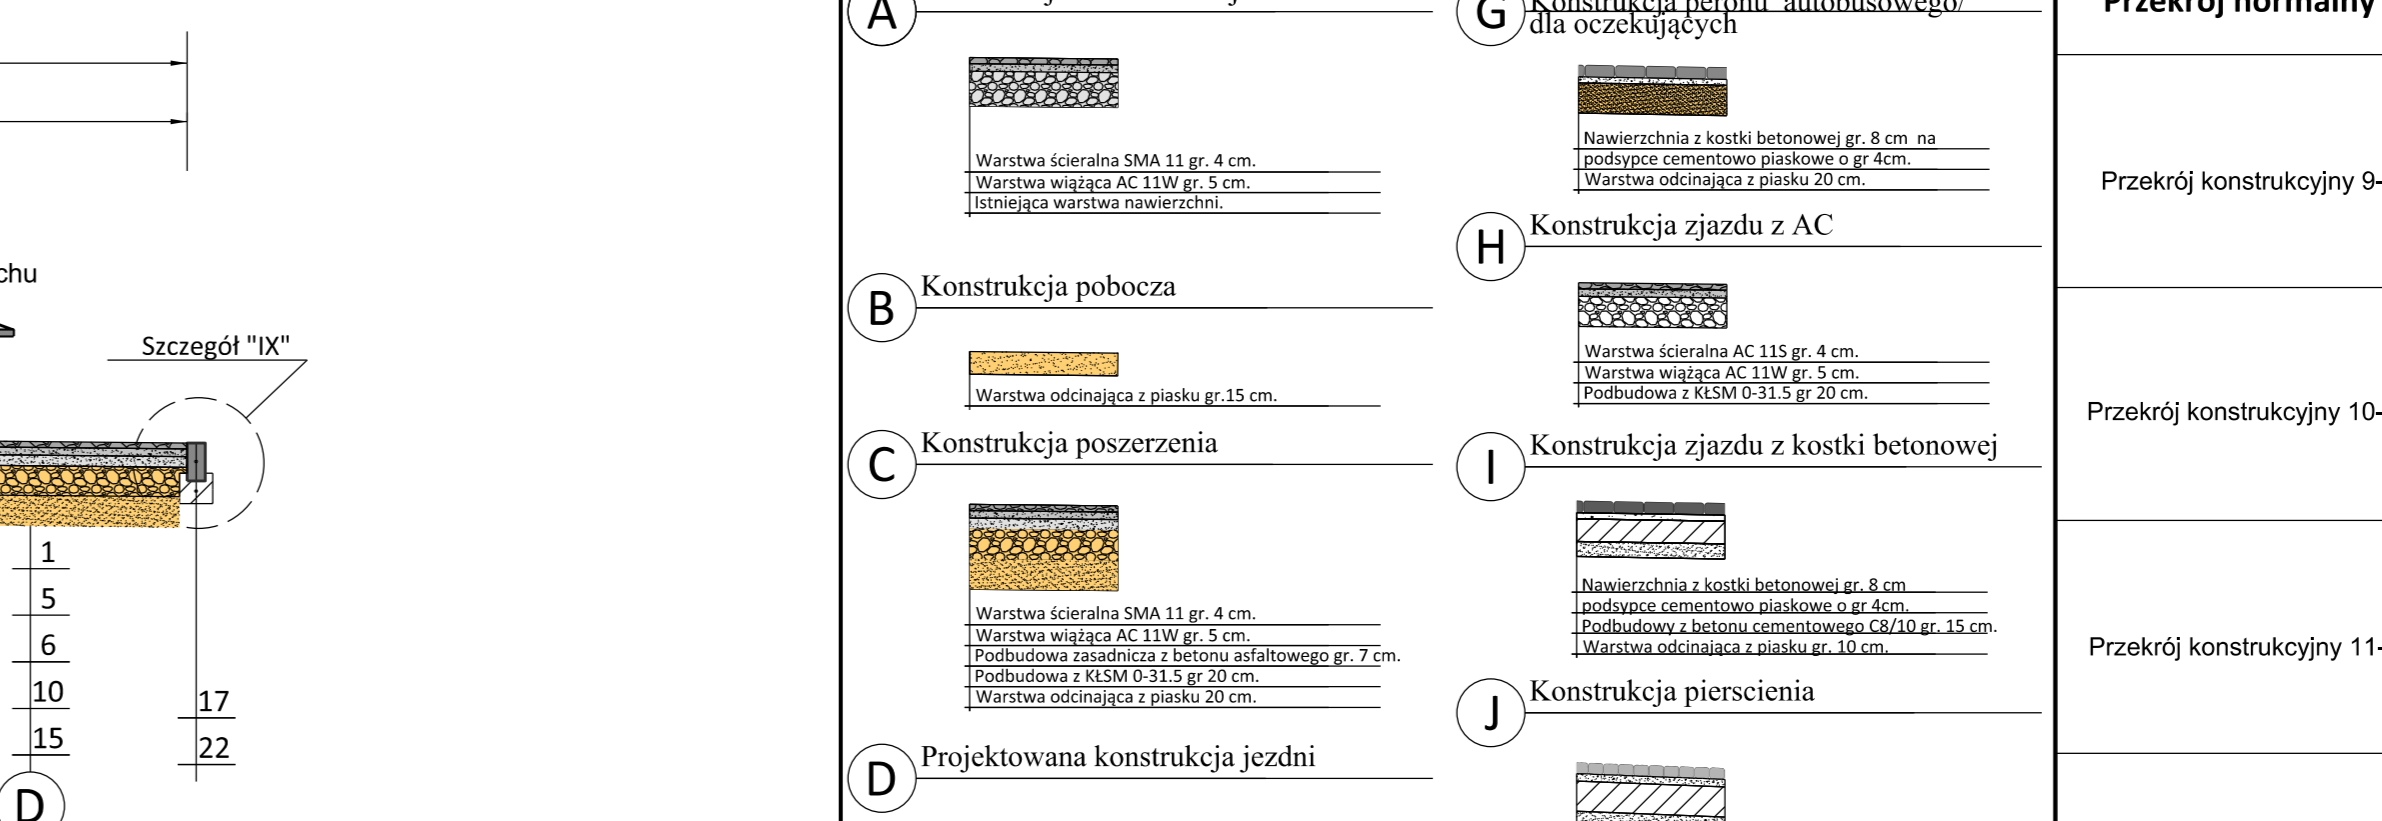 chu
Szczegół "IX"
1
5
6
10
15
D
17
22
A
Warstwa ścieralna SMA 11 gr. 4 cm.
Warstwa wiążąca AC 11W gr. 5 cm.
Istniejąca warstwa nawierzchni.
B
Konstrukcja pobocza
Warstwa odcinająca z piasku gr.15 cm.
C
Konstrukcja poszerzenia
Warstwa ścieralna SMA 11 gr. 4 cm.
Warstwa wiążąca AC 11W gr. 5 cm.
Podbudowa zasadnicza z betonu asfaltowego gr. 7 cm.
Podbudowa z KŁSM 0-31.5 gr 20 cm.
Warstwa odcinająca z piasku 20 cm.
D
Projektowana konstrukcja jezdni
G
Konstrukcja peronu autobusowego/
dla oczekujących
Nawierzchnia z kostki betonowej gr. 8 cm na
podsypce cementowo piaskowe o gr 4cm.
Warstwa odcinająca z piasku 20 cm.
H
Konstrukcja zjazdu z AC
Warstwa ścieralna AC 11S gr. 4 cm.
Warstwa wiążąca AC 11W gr. 5 cm.
Podbudowa z KŁSM 0-31.5 gr 20 cm.
I
Konstrukcja zjazdu z kostki betonowej
Nawierzchnia z kostki betonowej gr. 8 cm
podsypce cementowo piaskowe o gr 4cm.
Podbudowy z betonu cementowego C8/10 gr. 15 cm.
Warstwa odcinająca z piasku gr. 10 cm.
J
Konstrukcja pierscienia
Przekrój normalny
Przekrój konstrukcyjny 9-
Przekrój konstrukcyjny 10-
Przekrój konstrukcyjny 11-